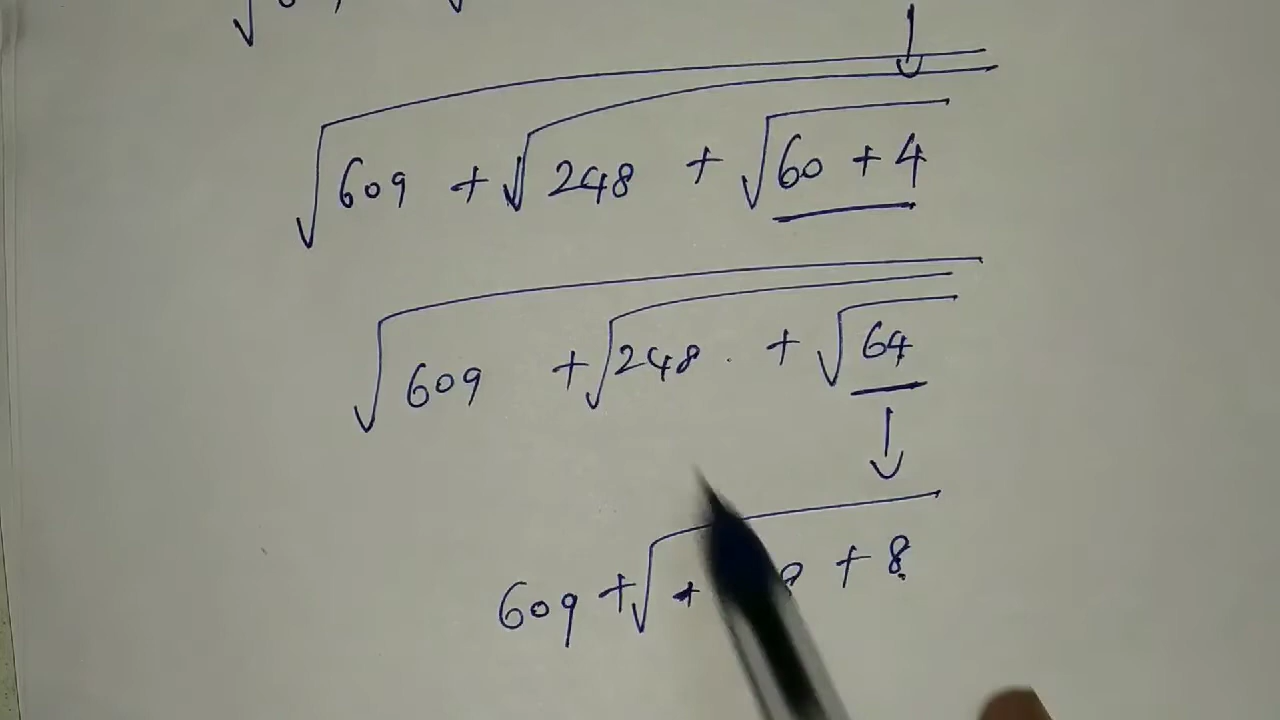 √609 + √248 + √60 + 4
√609 + √248 . + √64
609 + √ + 8